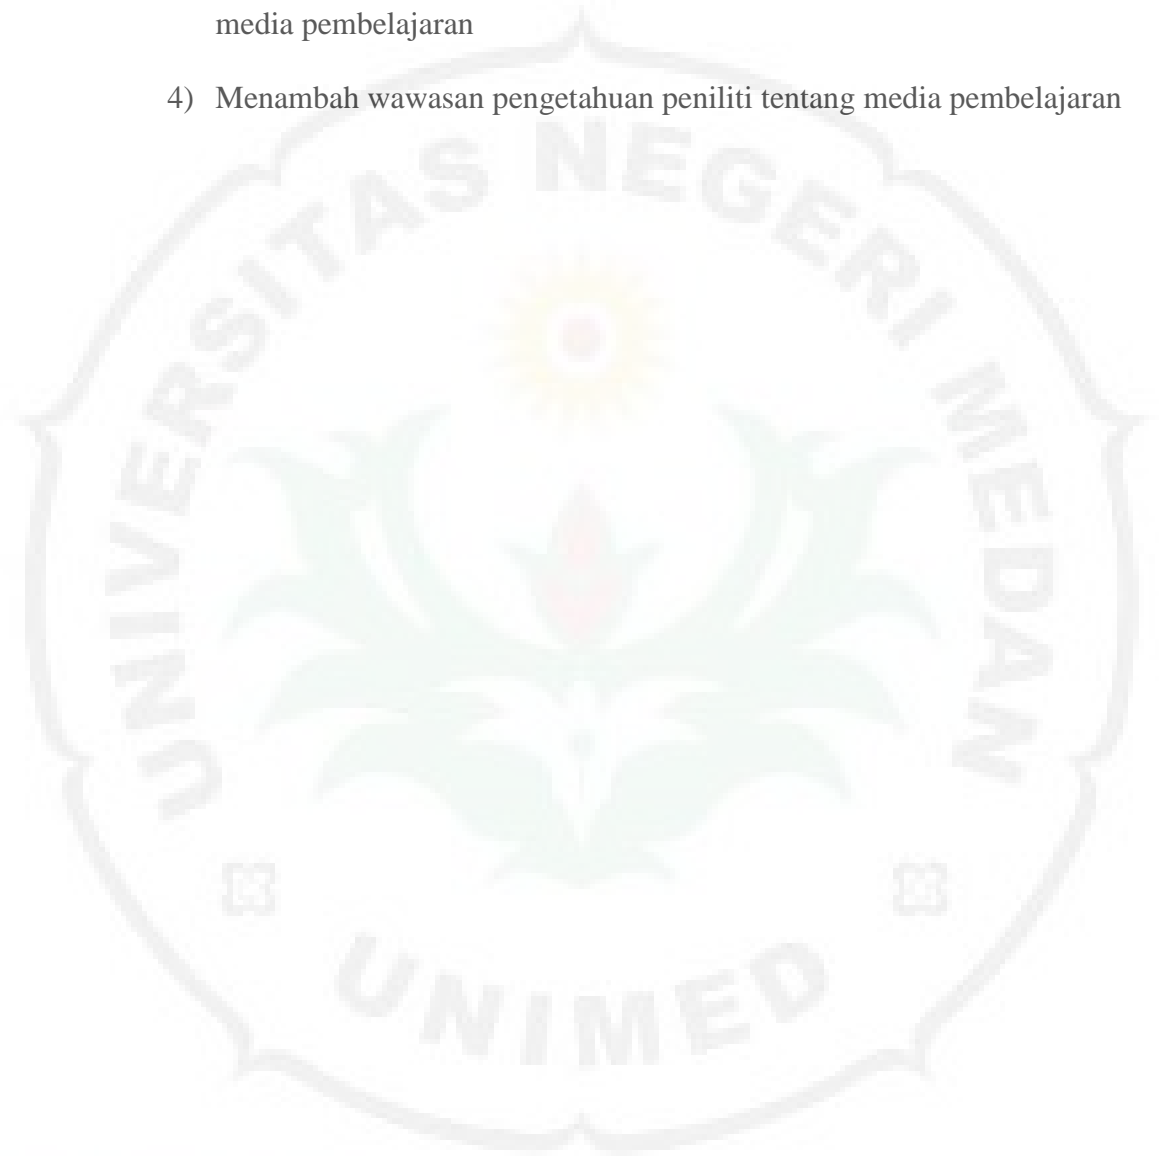 media pembelajaran
4) Menambah wawasan pengetahuan peniliti tentang media pembelajaran
UNIVERSITAS NEGERI MEDAN
UNIMED